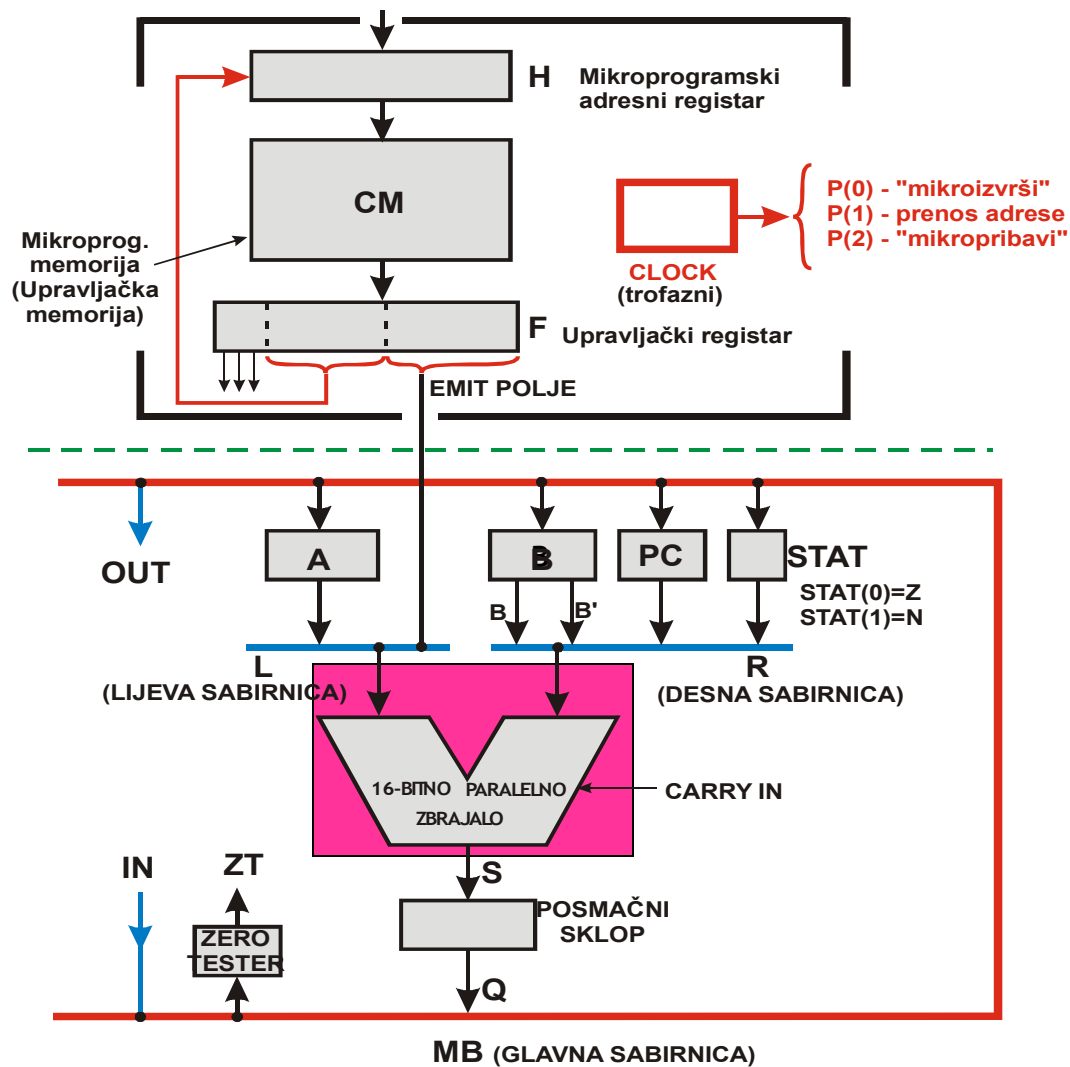 H
Mikroprogramski
adresni registar
CM
P(0) - "mikroizvrši"
P(1) - prenos adrese
P(2) - "mikropribavi"
CLOCK
(trofazni)
Mikroprog.
memorija
(Upravljačka
memorija)
F
Upravljački registar
EMIT POLJE
OUT
A
B
PC
STAT
STAT(0)=Z
STAT(1)=N
B
B'
L
(LIJEVA SABIRNICA)
R
(DESNA SABIRNICA)
16-BITNO PARALELNO
ZBRAJALO
CARRY IN
S
POSMAČNI
SKLOP
Q
IN
ZT
ZERO
TESTER
MB (GLAVNA SABIRNICA)